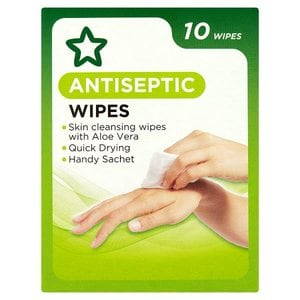 10 WIPES
ANTISEPTIC
WIPES
• Skin cleansing wipes
with Aloe Vera
• Quick Drying
• Handy Sachet